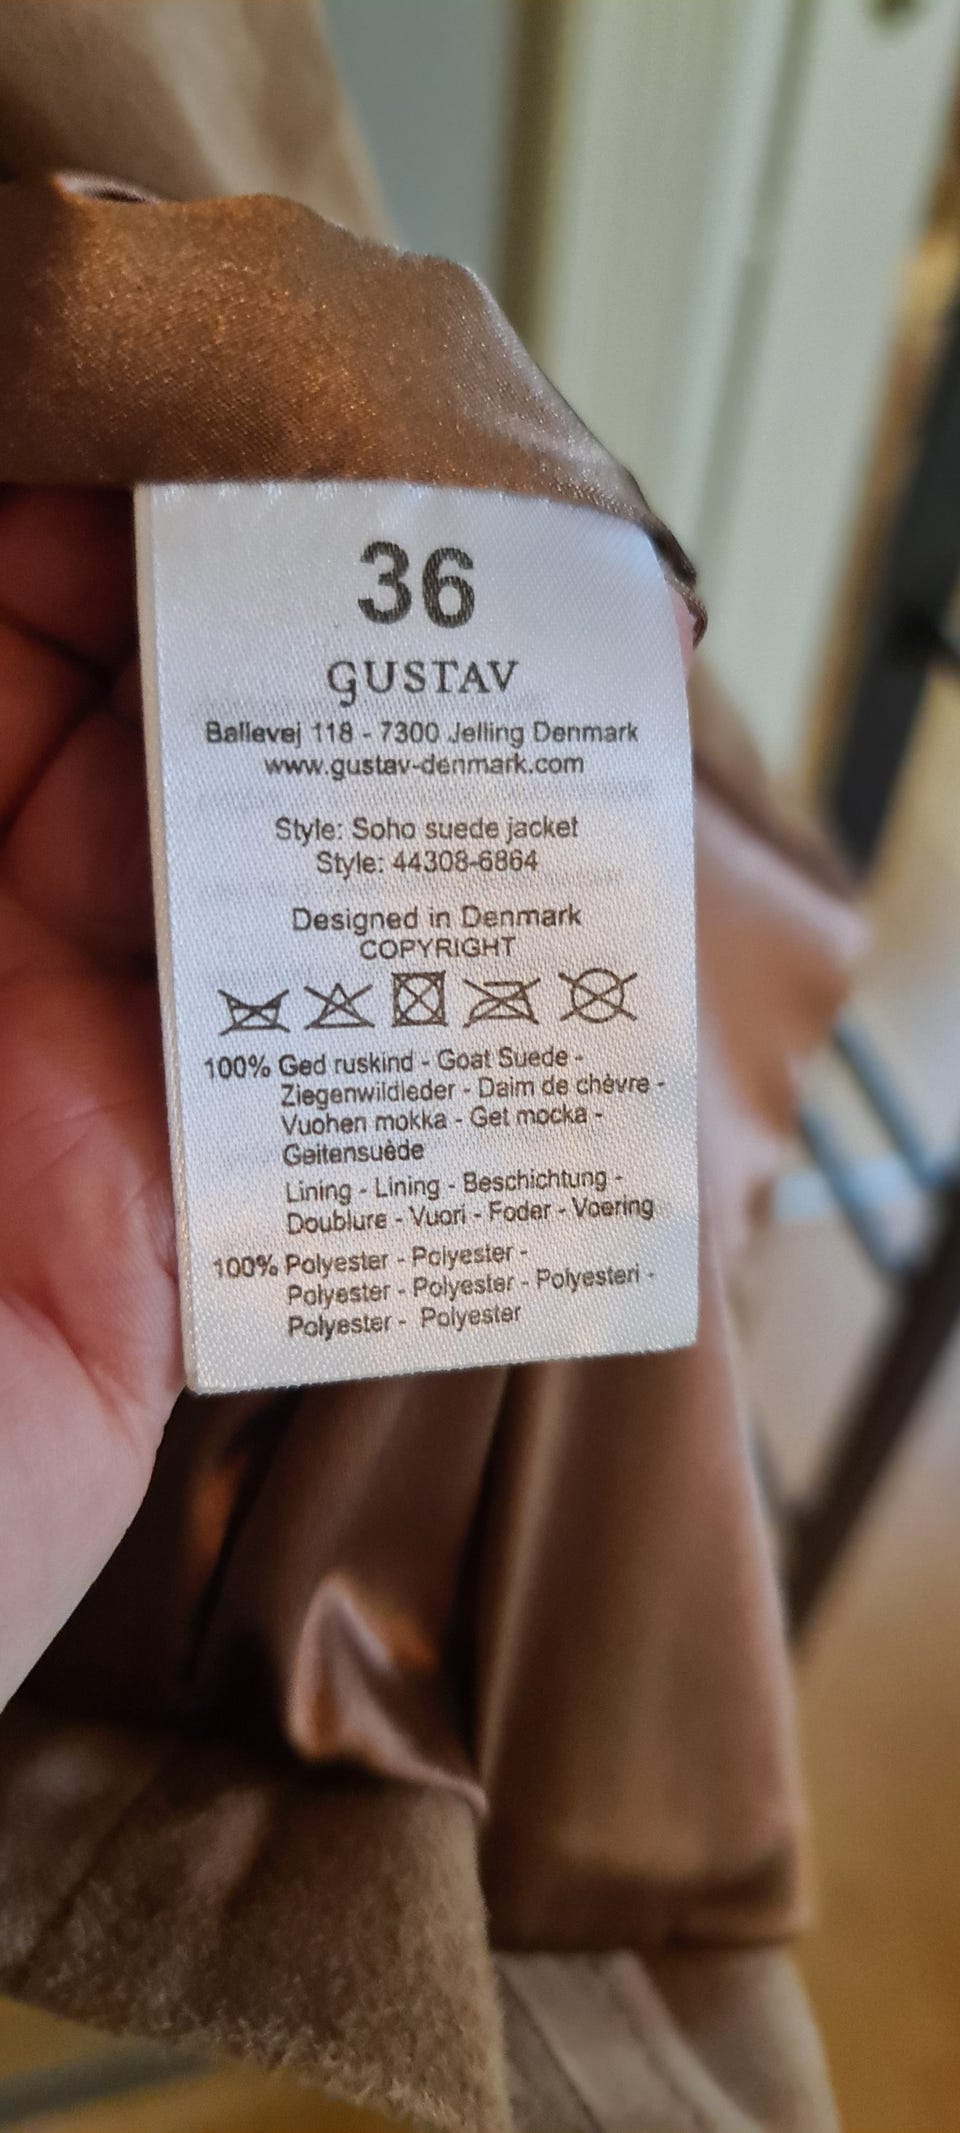 36
GUSTAV
Ballevej 118 - 7300 Jelling Denmark
www.gustav-denmark.com
Style: Soho suede jacket
Style: 44308-6864
Designed in Denmark
COPYRIGHT
100% Ged ruskind - Goat Suede -
Ziegenwildleder - Daim de chèvre -
Vuohen mokka - Get mocka -
Geitensuède
Lining - Lining - Beschichtung -
Doublure - Vuori - Foder - Voering
100% Polyester - Polyester -
Polyester - Polyester - Polyesteri -
Polyester - Polyester